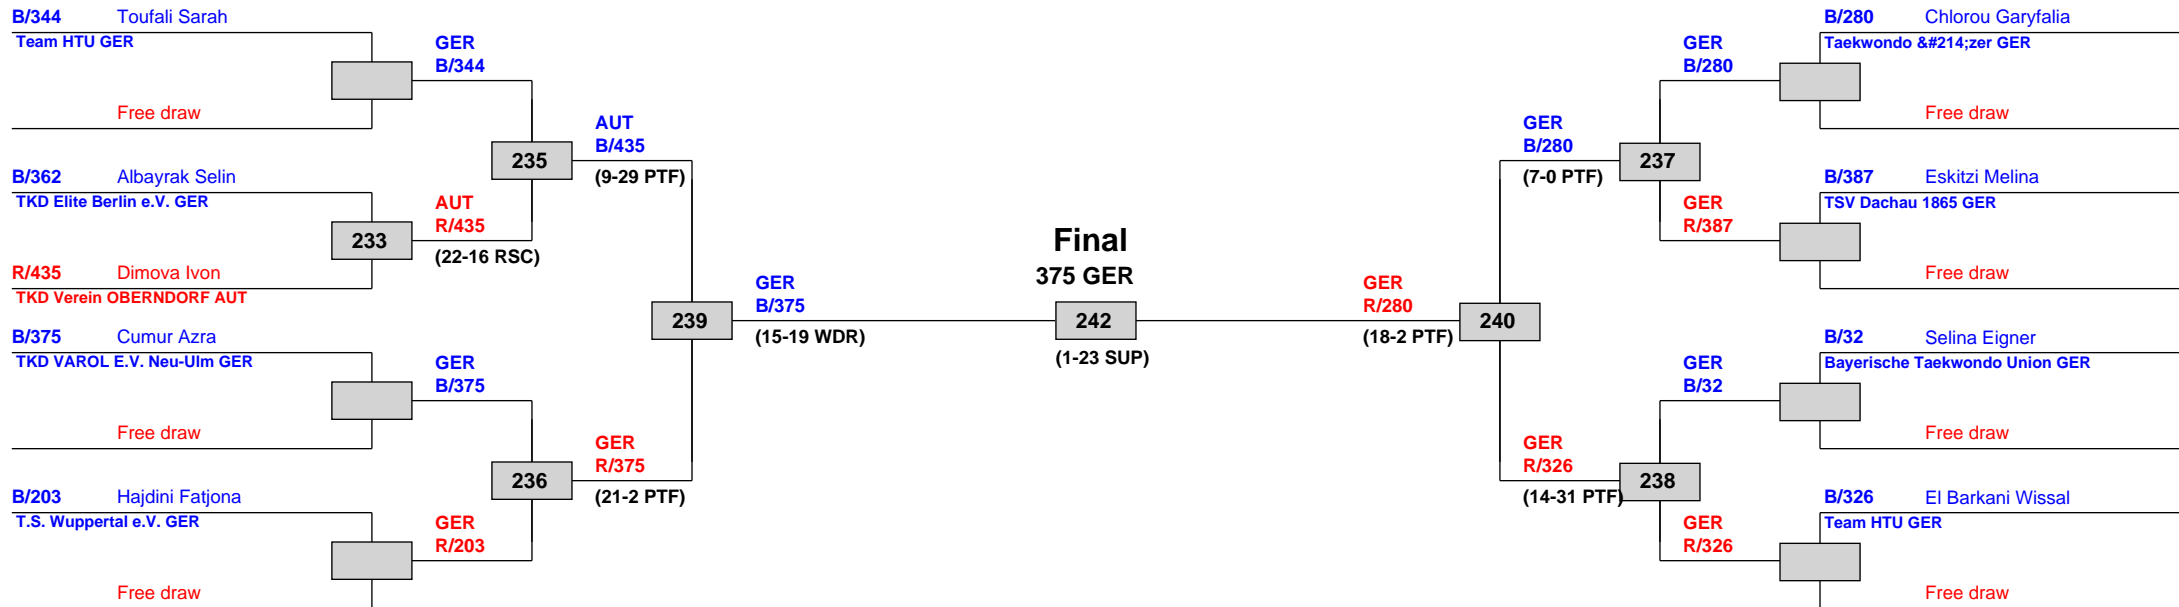 B/344 Toufali Sarah
Team HTU GER
Free draw
GER
B/344
B/362 Albayrak Selin
TKD Elite Berlin e.V. GER
R/435 Dimova Ivon
TKD Verein OBERNDORF AUT
233
AUT
R/435
(22-16 RSC)
235
AUT
B/435
(9-29 PTF)
B/375 Cumur Azra
TKD VAROL E.V. Neu-Ulm GER
Free draw
GER
B/375
B/203 Hajdini Fatjona
T.S. Wuppertal e.V. GER
Free draw
GER
R/203
236
GER
R/375
(21-2 PTF)
239
GER
B/375
(15-19 WDR)
Final
375 GER
242
(1-23 SUP)
GER
R/280
(18-2 PTF)
240
GER
B/280
(7-0 PTF)
237
GER
B/280
B/280 Chlorou Garyfalia
Taekwondo &#214;zer GER
Free draw
GER
R/387
B/387 Eskitzi Melina
TSV Dachau 1865 GER
Free draw
GER
R/326
(14-31 PTF)
238
GER
B/32
B/32 Selina Eigner
Bayerische Taekwondo Union GER
Free draw
GER
R/326
B/326 El Barkani Wissal
Team HTU GER
Free draw